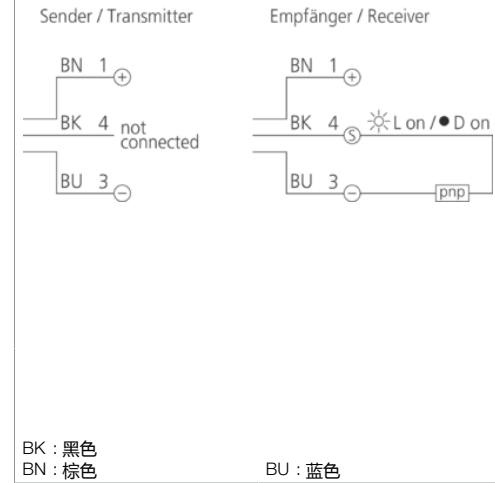 Sender / Transmitter
Empfänger / Receiver
BN 1 +
BK 4 not connected
BU 3 −
BN 1 +
BK 4 S L on / ● D on
BU 3 − pnp
BK : 黑色
BN : 棕色
BU : 蓝色